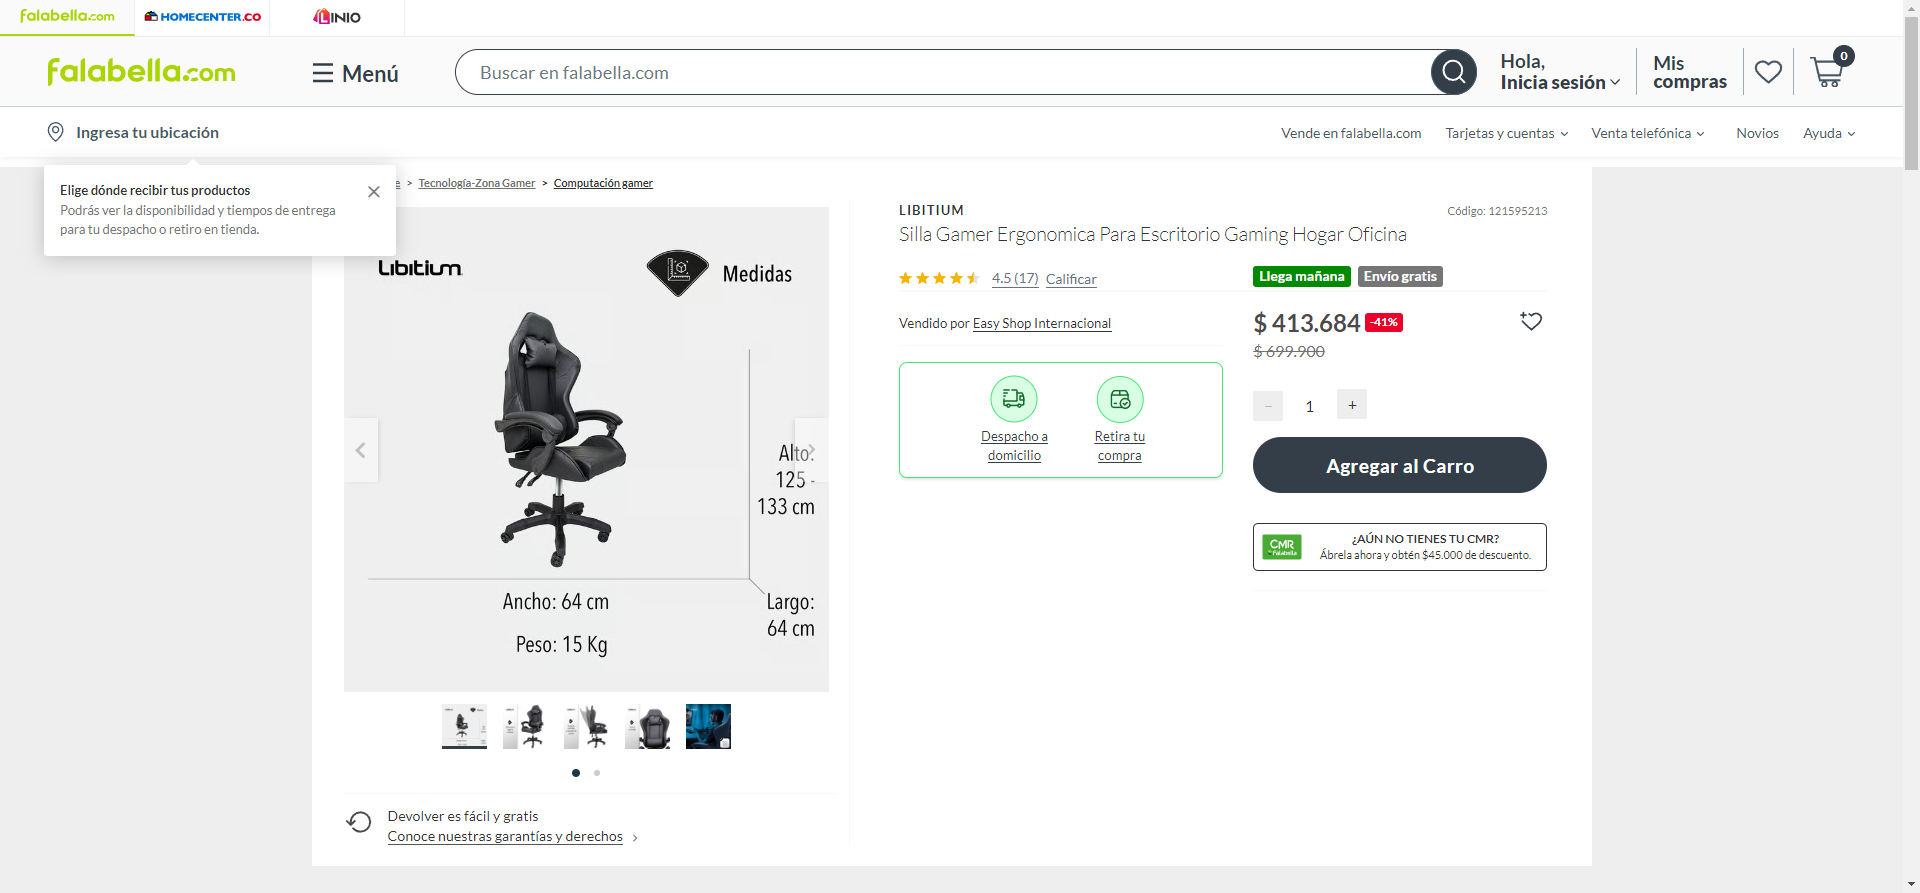 falabella.com
HOMECENTER.CO
LINIO
falabella.com
Menú
Buscar en falabella.com
Hola,
Inicia sesión
Mis
compras
0
Ingresa tu ubicación
Vende en falabella.com
Tarjetas y cuentas
Venta telefónica
Novios
Ayuda
Elige dónde recibir tus productos
Podrás ver la disponibilidad y tiempos de entrega
para tu despacho o retiro en tienda.
e > Tecnología-Zona Gamer > Computación gamer
Libitium
Medidas
Alto:
125 -
133 cm
Ancho: 64 cm
Largo:
64 cm
Peso: 15 Kg
Devolver es fácil y gratis
Conoce nuestras garantías y derechos >
LIBITIUM
Código: 121595213
Silla Gamer Ergonomica Para Escritorio Gaming Hogar Oficina
4.5 (17) Calificar
Llega mañana
Envío gratis
Vendido por Easy Shop Internacional
$ 413.684 -41%
$ 699.900
Despacho a
domicilio
Retira tu
compra
− 1 +
Agregar al Carro
CMR
Falabella
¿AÚN NO TIENES TU CMR?
Ábrela ahora y obtén $45.000 de descuento.